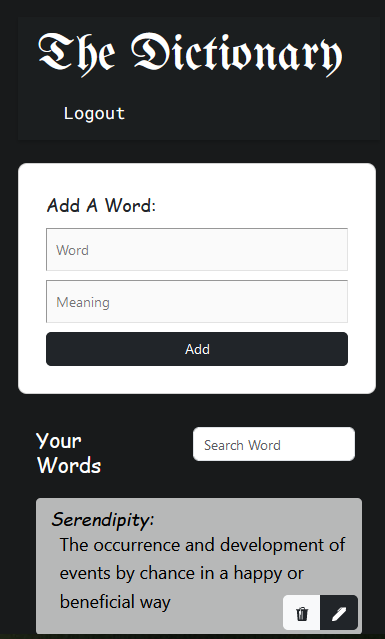 The Dictionary
Logout
Add A Word:
Word
Meaning
Add
Your
Words
Search Word
Serendipity:
The occurrence and development of
events by chance in a happy or
beneficial way